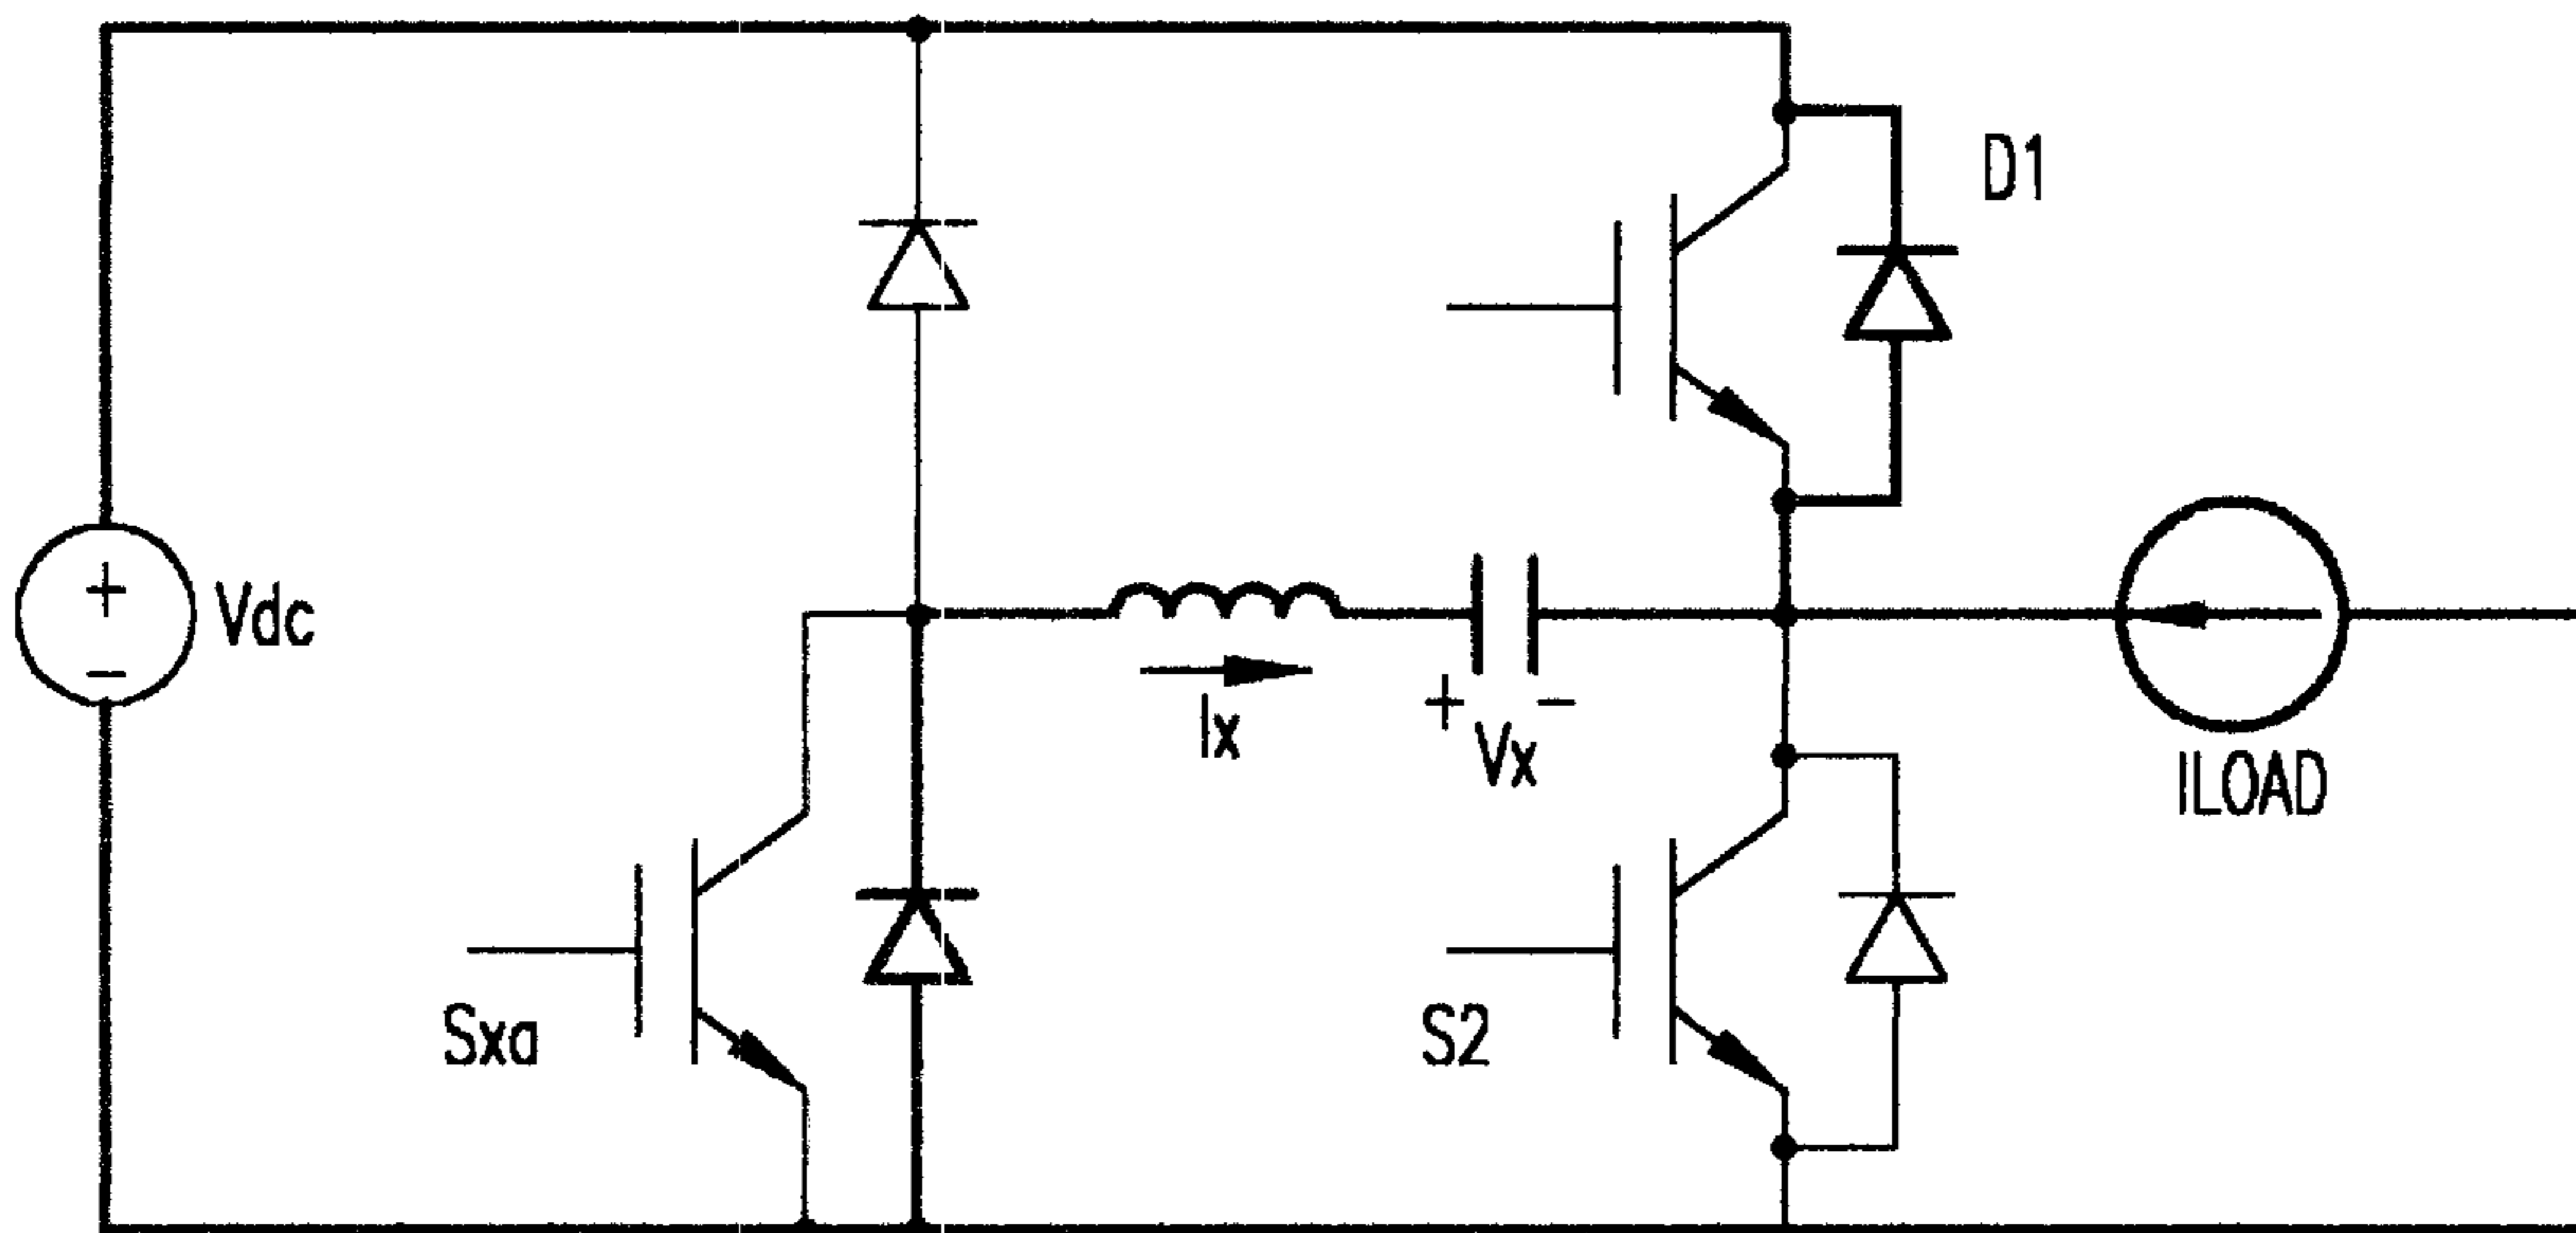 D1
+
Vdc
-
Ix
+ -
Vx
ILOAD
Sxa
S2